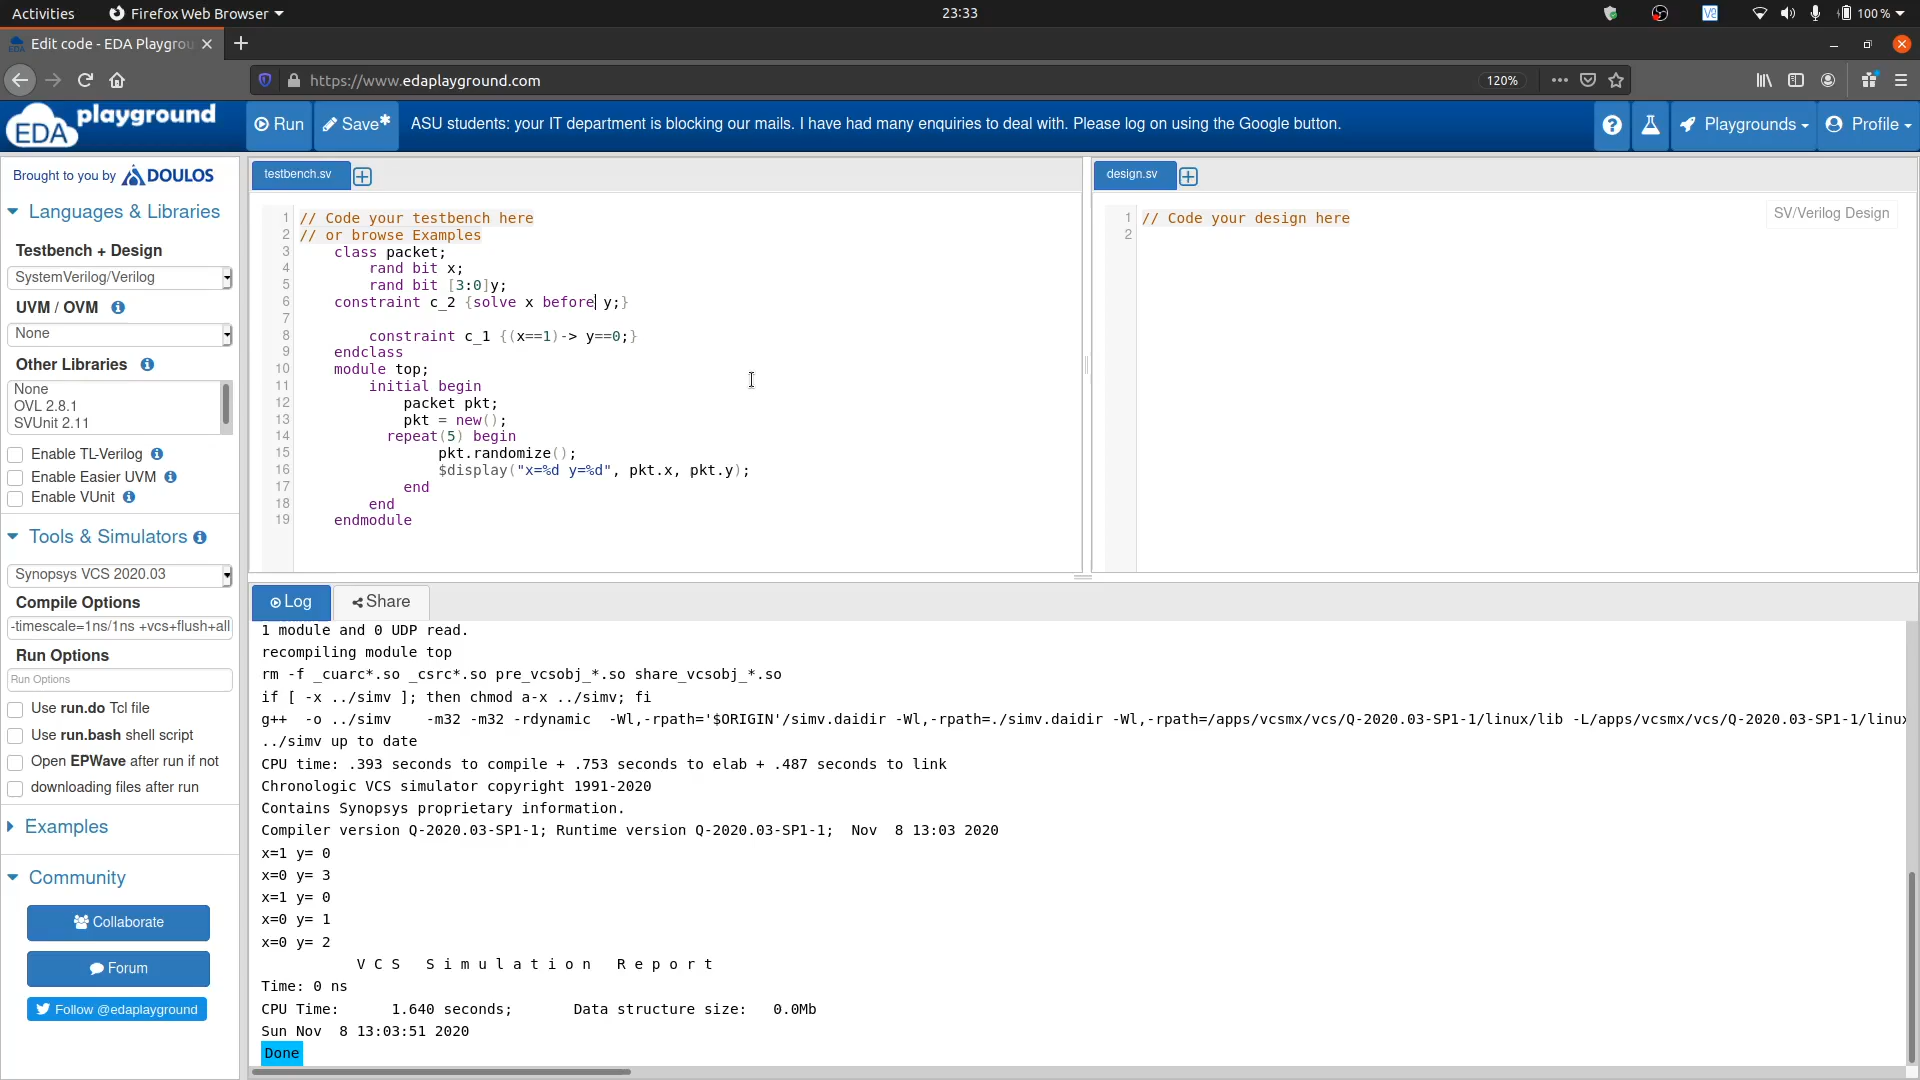 Activities
Firefox Web Browser
23:33
V2
100 %
EDA
Edit code - EDA Playgrou
https://www.edaplayground.com
120%
EDA playground
Run
Save*
ASU students: your IT department is blocking our mails. I have had many enquiries to deal with. Please log on using the Google button.
Playgrounds
Profile
Brought to you by DOULOS
Languages & Libraries
Testbench + Design
SystemVerilog/Verilog
UVM / OVM
None
Other Libraries
None
OVL 2.8.1
SVUnit 2.11
Enable TL-Verilog
Enable Easier UVM
Enable VUnit
Tools & Simulators
Synopsys VCS 2020.03
Compile Options
-timescale=1ns/1ns +vcs+flush+all
Run Options
Run Options
Use run.do Tcl file
Use run.bash shell script
Open EPWave after run if not
downloading files after run
Examples
Community
Collaborate
Forum
Follow @edaplayground
testbench.sv
1 // Code your testbench here
2 // or browse Examples
3 class packet;
4 rand bit x;
5 rand bit [3:0]y;
6 constraint c_2 {solve x before y;}
7
8 constraint c_1 {(x==1)-> y==0;}
9 endclass
10 module top;
11 initial begin
12 packet pkt;
13 pkt = new();
14 repeat(5) begin
15 pkt.randomize();
16 $display("x=%d y=%d", pkt.x, pkt.y);
17 end
18 end
19 endmodule
design.sv
SV/Verilog Design
1 // Code your design here
2
Log
Share
1 module and 0 UDP read.
recompiling module top
rm -f _cuarc*.so _csrc*.so pre_vcsobj_*.so share_vcsobj_*.so
if [ -x ../simv ]; then chmod a-x ../simv; fi
g++ -o ../simv -m32 -m32 -rdynamic -Wl,-rpath='$ORIGIN'/simv.daidir -Wl,-rpath=./simv.daidir -Wl,-rpath=/apps/vcsmx/vcs/Q-2020.03-SP1-1/linux/lib -L/apps/vcsmx/vcs/Q-2020.03-SP1-1/linux
../simv up to date
CPU time: .393 seconds to compile + .753 seconds to elab + .487 seconds to link
Chronologic VCS simulator copyright 1991-2020
Contains Synopsys proprietary information.
Compiler version Q-2020.03-SP1-1; Runtime version Q-2020.03-SP1-1; Nov 8 13:03 2020
x=1 y= 0
x=0 y= 3
x=1 y= 0
x=0 y= 1
x=0 y= 2
V C S S i m u l a t i o n R e p o r t
Time: 0 ns
CPU Time: 1.640 seconds; Data structure size: 0.0Mb
Sun Nov 8 13:03:51 2020
Done